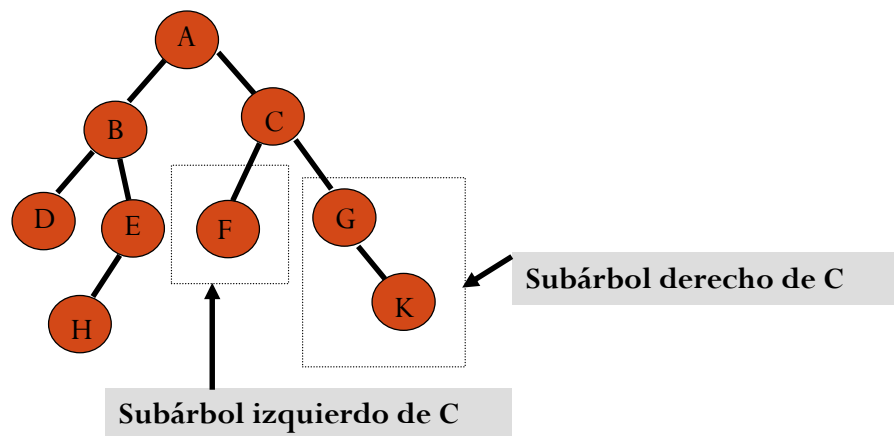 A
B
C
D
E
F
G
H
K
Subárbol derecho de C
Subárbol izquierdo de C